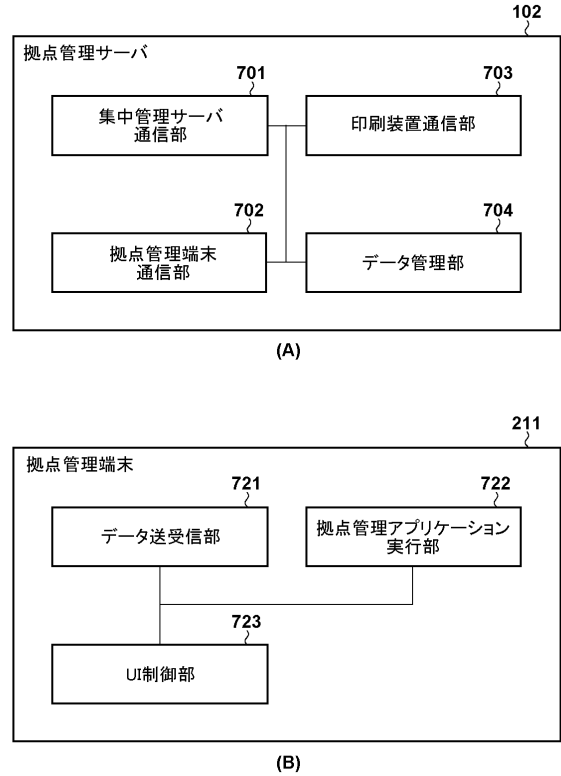 102
拠点管理サーバ
701
703
集中管理サーバ
通信部
印刷装置通信部
702
704
拠点管理端末
通信部
データ管理部
(A)
211
拠点管理端末
721
722
データ送受信部
拠点管理アプリケーション
実行部
723
UI制御部
(B)